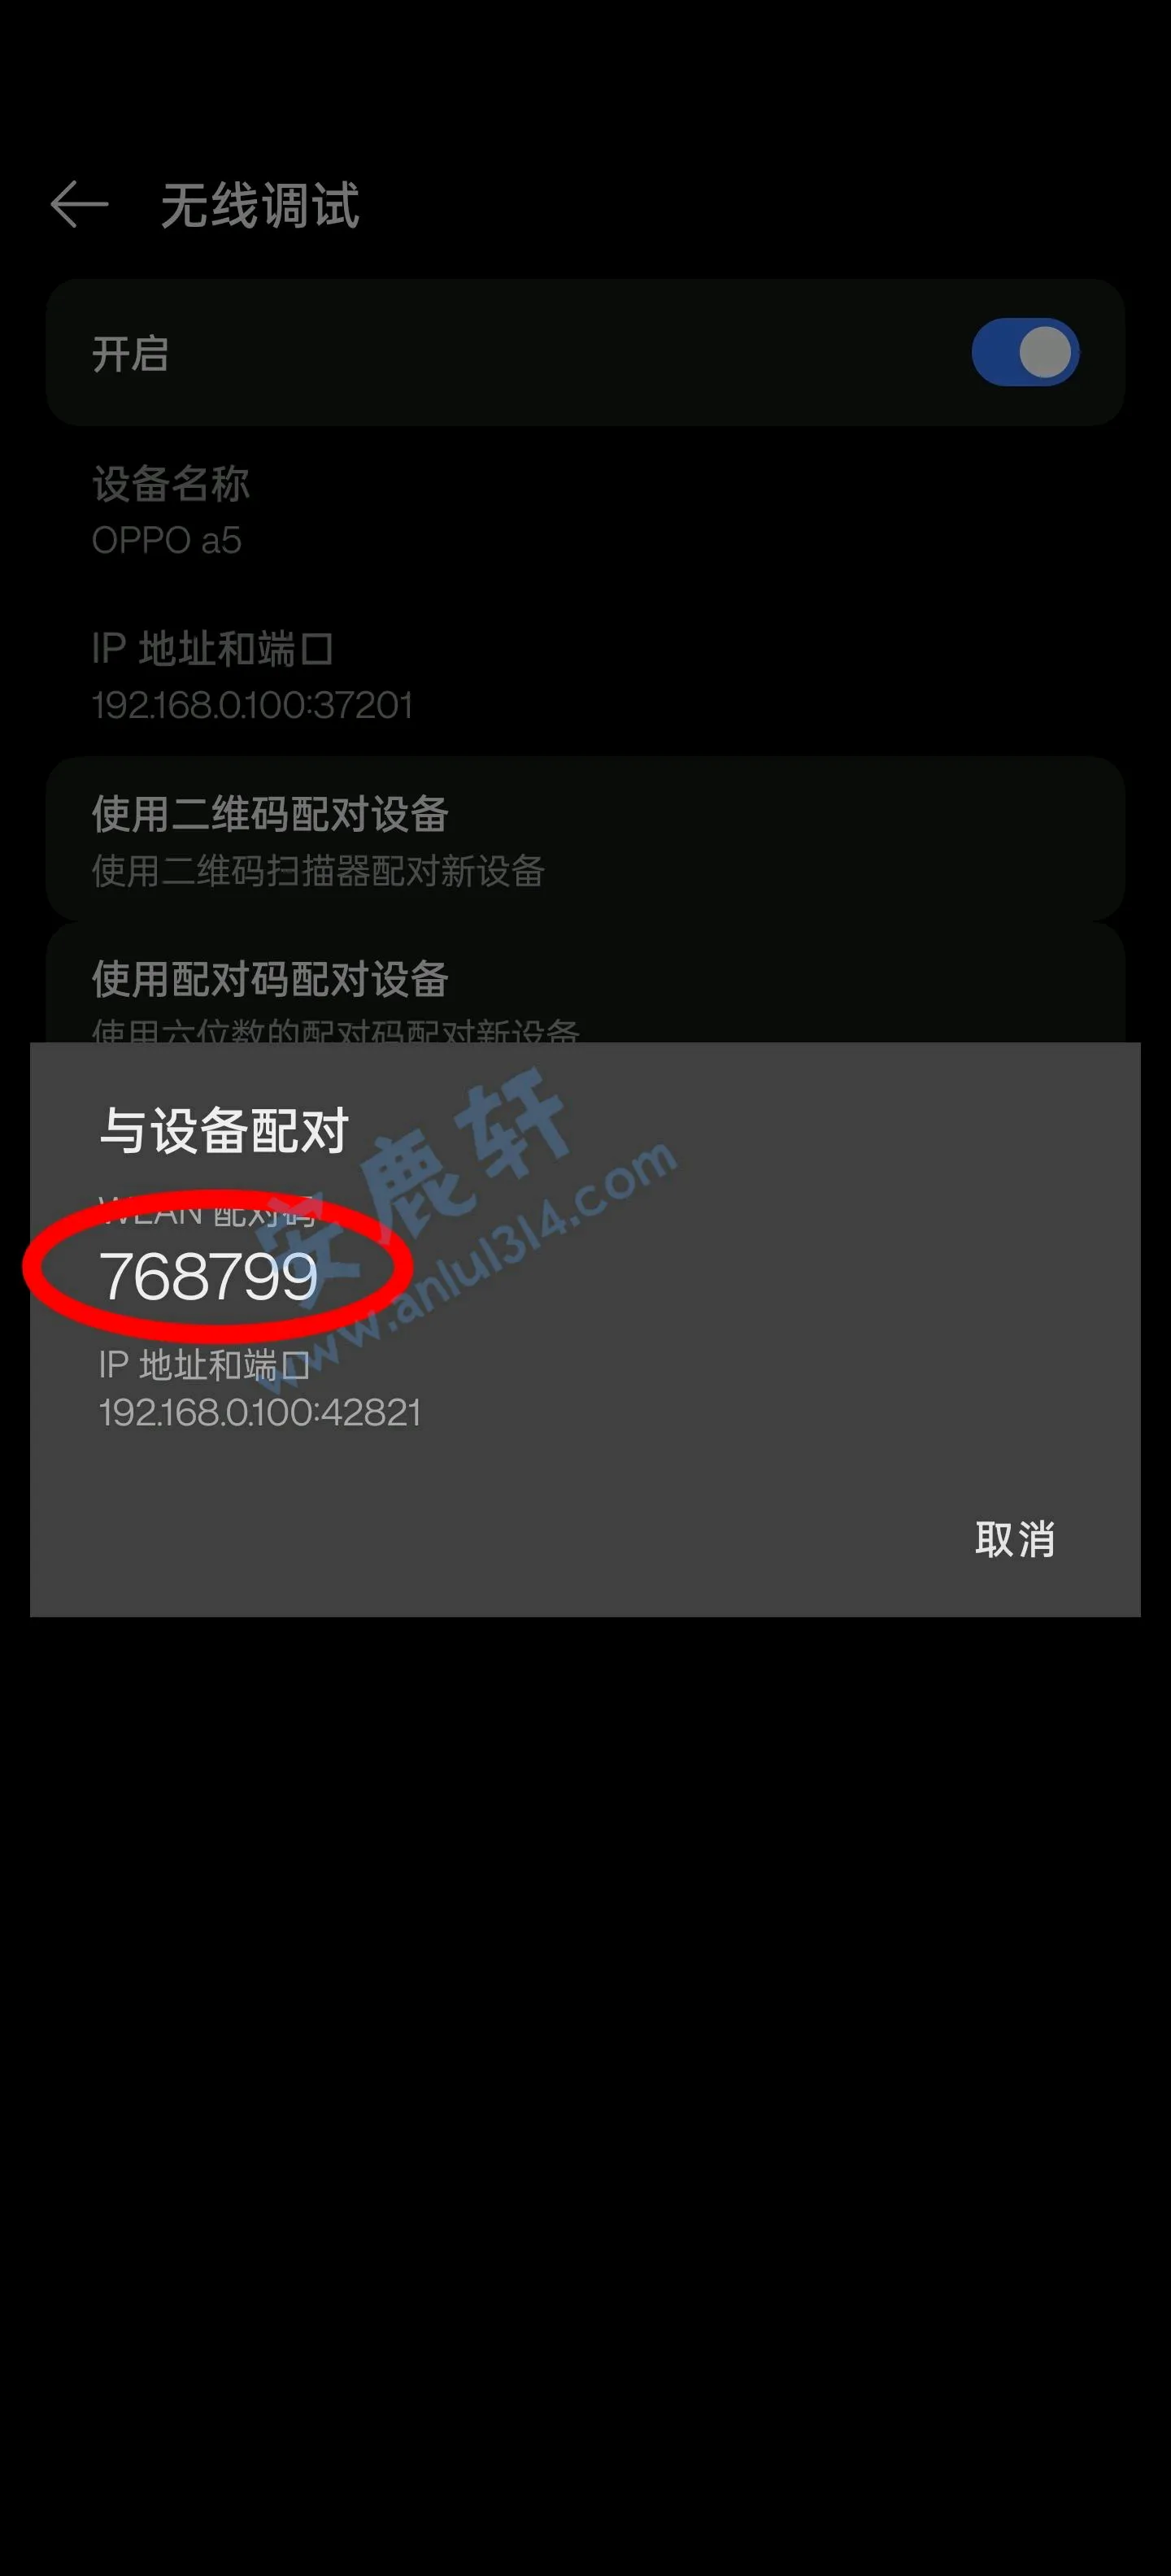 无线调试
开启
设备名称
OPPO a5
IP 地址和端口
192.168.0.100:37201
使用二维码配对设备
使用二维码扫描器配对新设备
使用配对码配对设备
使用六位数的配对码配对新设备
与设备配对
WLAN 配对码
768799
IP 地址和端口
192.168.0.100:42821
取消
安鹿轩
www.anlu1314.com